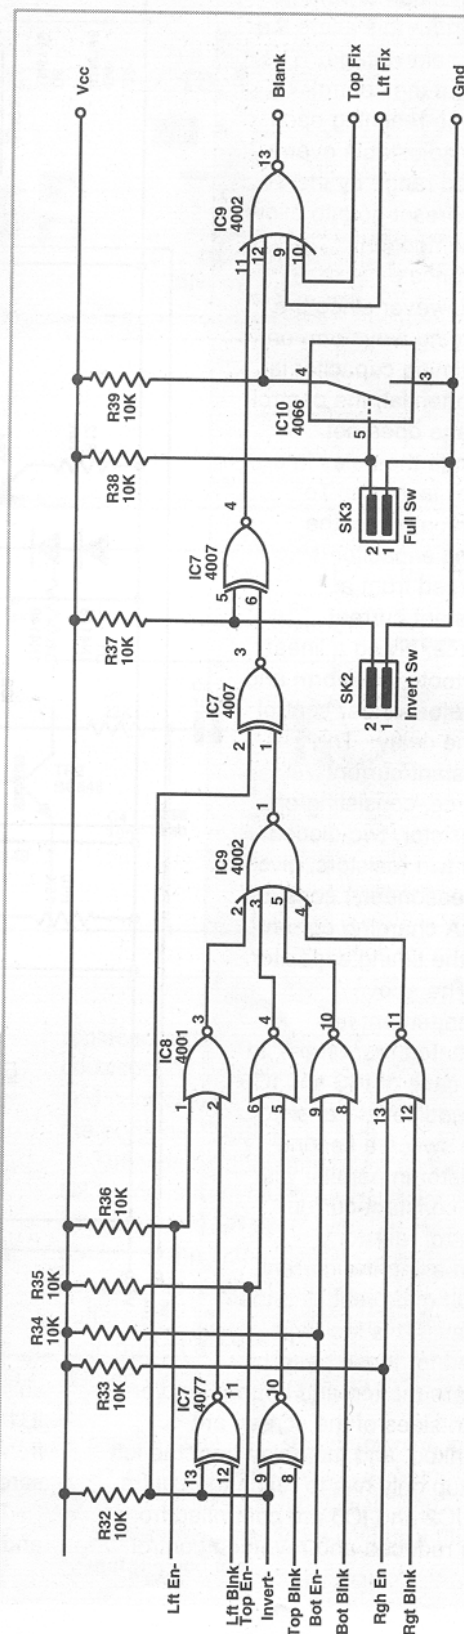 Vcc
Blank
Top Fix
Lft Fix
Gnd
13
IC9
4002
11
12
9
10
R39
10K
4
IC10
4066
3
5
R38
10K
SK3
2
1
Full Sw
4
IC7
4007
5
6
R37
10K
3
IC7
4007
2
1
SK2
2
1
Invert Sw
1
IC9
4002
2
3
5
4
IC8
4001
3
1
2
4
6
5
10
9
8
11
13
12
R36
10K
R35
10K
R34
10K
R33
10K
R32
10K
IC7
4077
11
13
12
10
9
8
Lft En-
Lft Blnk
Top En-
Invert
Top Blnk
Bot En-
Bot Blnk
Rgh En
Rgt Blnk